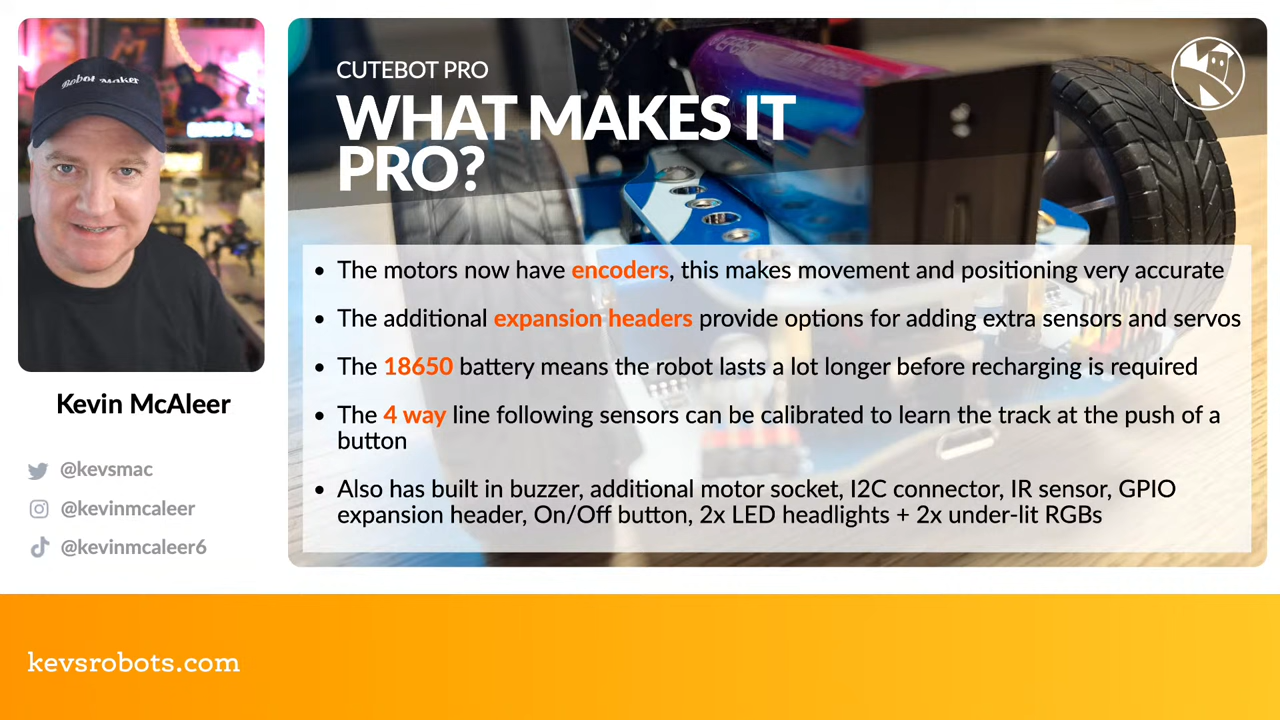 Robot Maker
CUTEBOT PRO
WHAT MAKES IT
PRO?
• The motors now have encoders, this makes movement and positioning very accurate
• The additional expansion headers provide options for adding extra sensors and servos
• The 18650 battery means the robot lasts a lot longer before recharging is required
• The 4 way line following sensors can be calibrated to learn the track at the push of a
button
• Also has built in buzzer, additional motor socket, I2C connector, IR sensor, GPIO
expansion header, On/Off button, 2x LED headlights + 2x under-lit RGBs
Kevin McAleer
@kevsmac
@kevinmcaleer
@kevinmcaleer6
kevsrobots.com